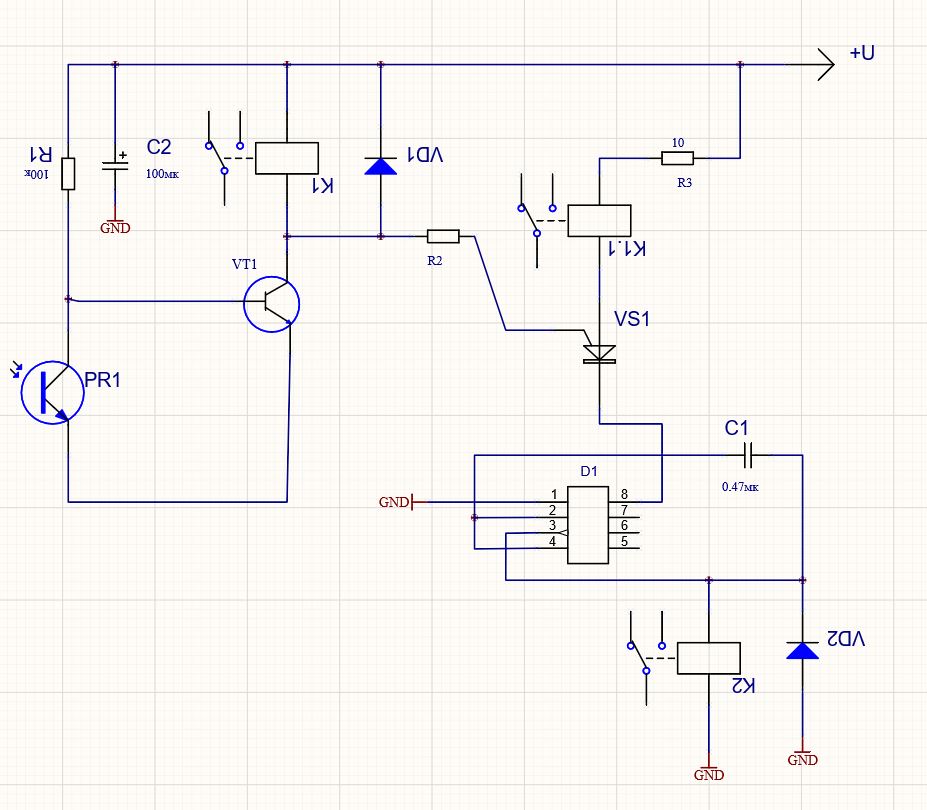 +U
R1
100к
C2
100мк
GND
K1
VD1
10
R3
K1.1
VT1
R2
VS1
PR1
C1
0.47мк
D1
GND
1
2
3
4
8
7
6
5
VD2
K2
GND
GND